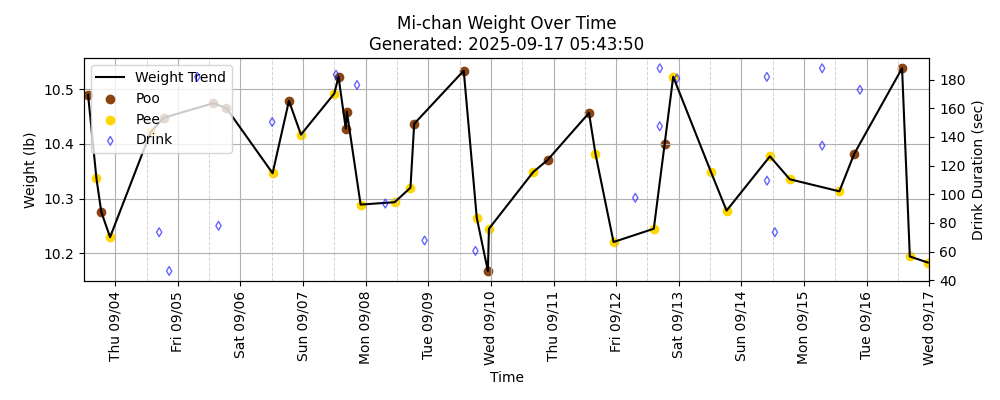 Mi-chan Weight Over Time
Generated: 2025-09-17 05:43:50
Weight Trend
Poo
Pee
Drink
Weight (lb)
10.5
10.4
10.3
10.2
180
160
140
120
100
80
60
40
Drink Duration (sec)
Thu 09/04
Fri 09/05
Sat 09/06
Sun 09/07
Mon 09/08
Tue 09/09
Wed 09/10
Thu 09/11
Fri 09/12
Sat 09/13
Sun 09/14
Mon 09/15
Tue 09/16
Wed 09/17
Time